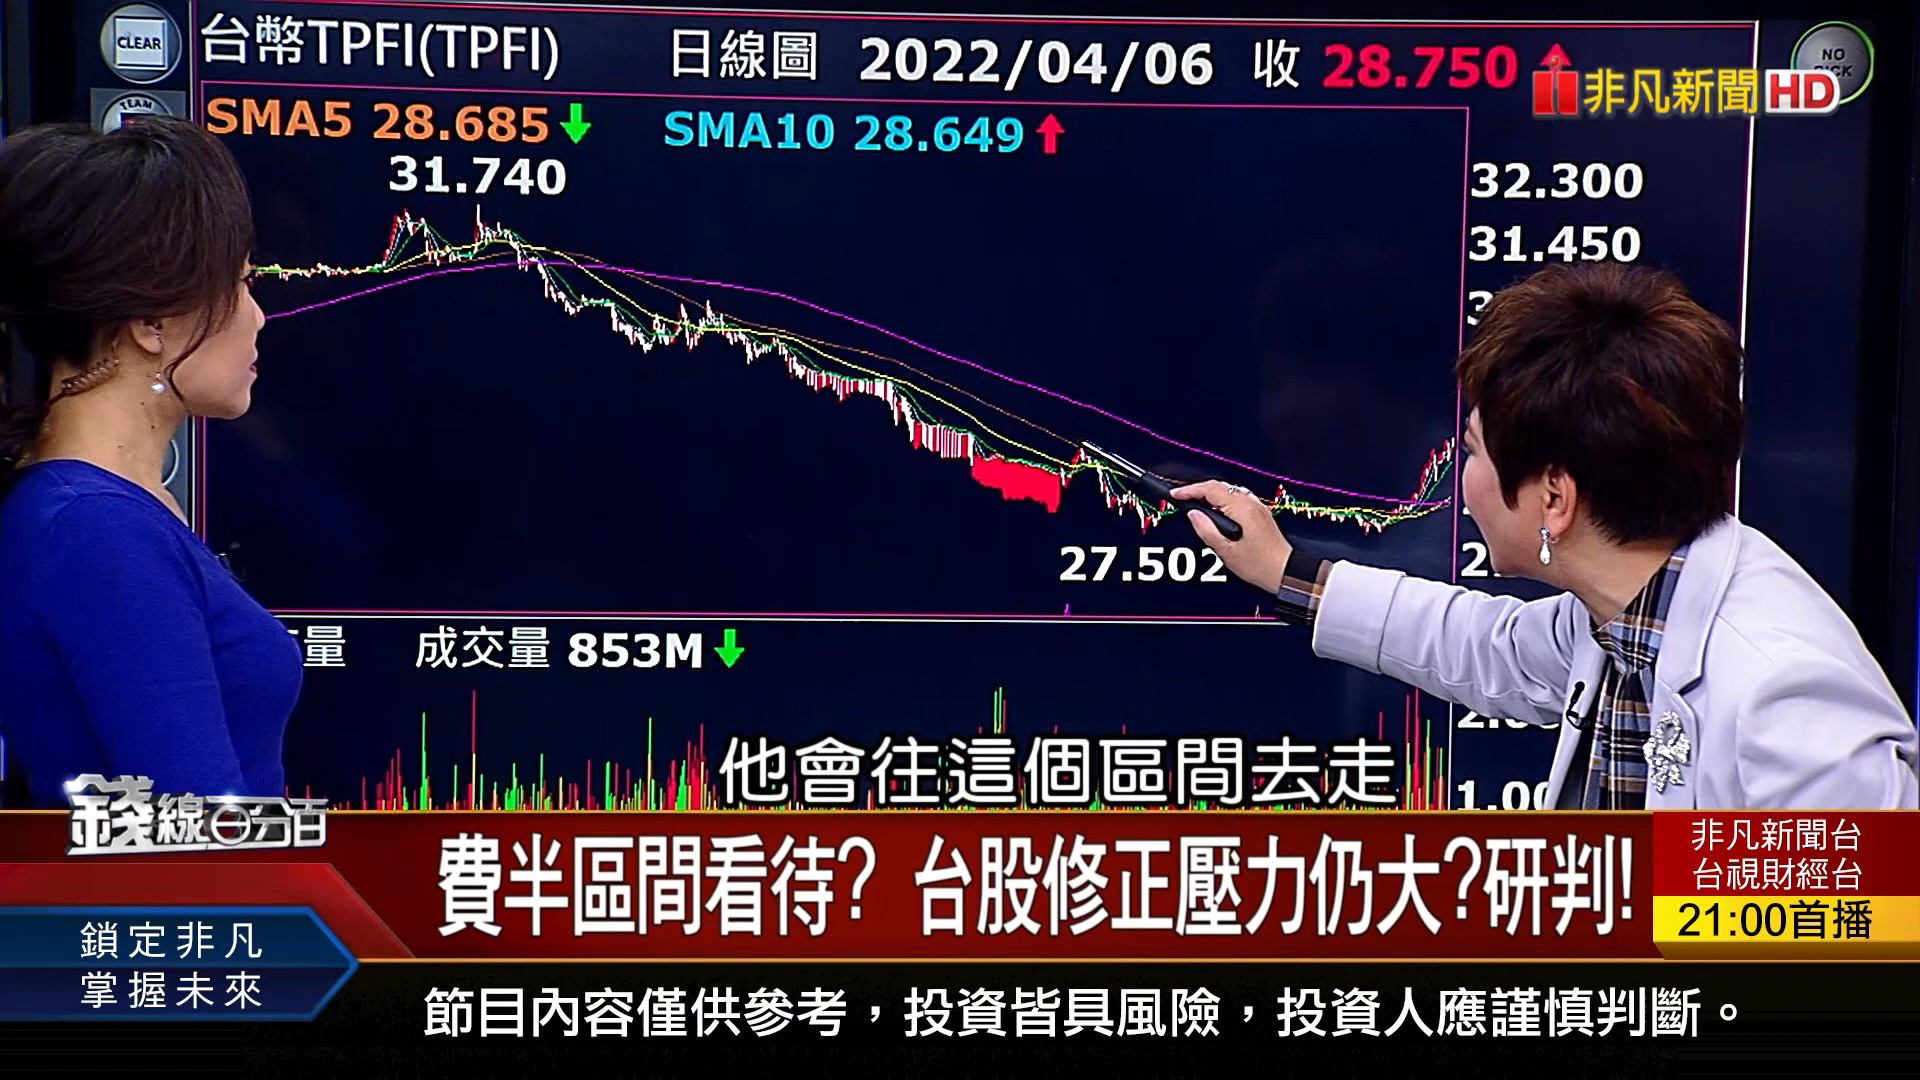 CLEAR
台幣TPFI(TPFI) 日線圖 2022/04/06 收 28.750
NO
非凡新聞HD
TEAM
SMA5 28.685 SMA10 28.649
31.740
32.300
31.450
27.502
量 成交量 853M
他會往這個區間去走
錢線百分百
費半區間看待? 台股修正壓力仍大?研判!
非凡新聞台
台視財經台
21:00首播
鎖定非凡
掌握未來
節目內容僅供參考，投資皆具風險，投資人應謹慎判斷。